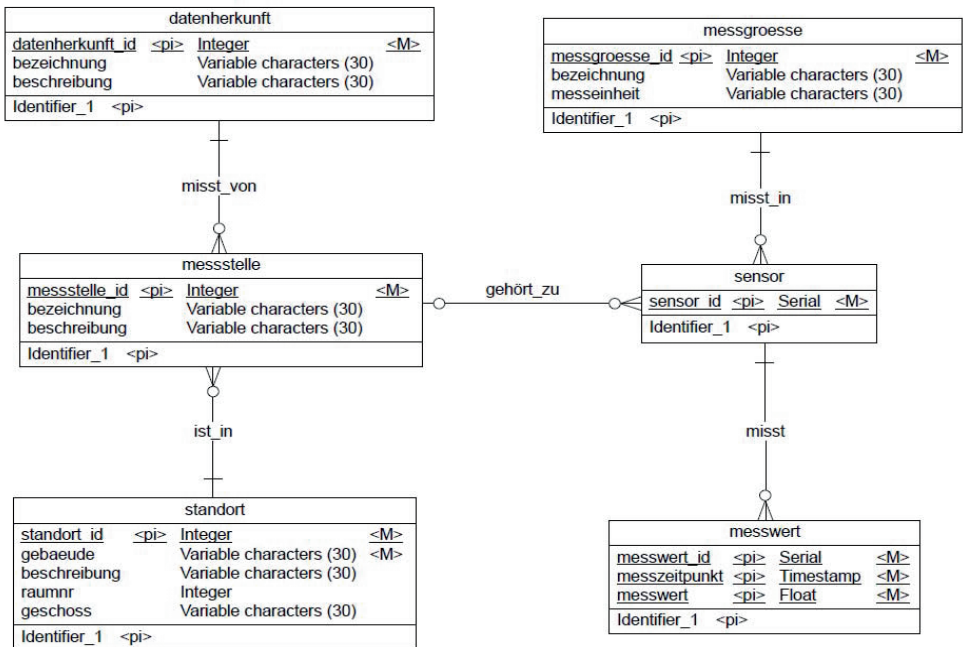 datenherkunft
datenherkunft_id <pi> Integer <M>
bezeichnung Variable characters (30)
beschreibung Variable characters (30)
Identifier_1 <pi>
messgroesse
messgroesse_id <pi> Integer <M>
bezeichnung Variable characters (30)
messeinheit Variable characters (30)
Identifier_1 <pi>
misst_von
misst_in
messstelle
messstelle_id <pi> Integer <M>
bezeichnung Variable characters (30)
beschreibung Variable characters (30)
Identifier_1 <pi>
gehört_zu
sensor
sensor_id <pi> Serial <M>
Identifier_1 <pi>
ist_in
misst
standort
standort_id <pi> Integer <M>
gebaeude Variable characters (30) <M>
beschreibung Variable characters (30)
raumnr Integer
geschoss Variable characters (30)
Identifier_1 <pi>
messwert
messwert_id <pi> Serial <M>
messzeitpunkt <pi> Timestamp <M>
messwert <pi> Float <M>
Identifier_1 <pi>